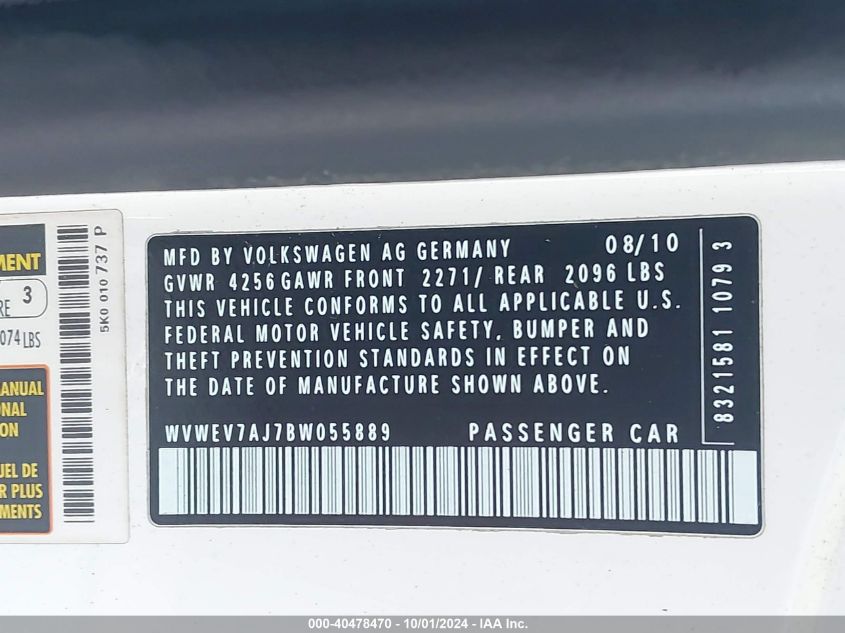 MENT
3
RE
074 LBS
ANUAL
ONAL
ION
UEL DE
R PLUS
MENTS
5K0 010 737 P
MFD BY VOLKSWAGEN AG GERMANY 08/10
GVWR 4256 GAWR FRONT 2271/ REAR 2096 LBS
THIS VEHICLE CONFORMS TO ALL APPLICABLE U.S.
FEDERAL MOTOR VEHICLE SAFETY, BUMPER AND
THEFT PREVENTION STANDARDS IN EFFECT ON
THE DATE OF MANUFACTURE SHOWN ABOVE.
WVWEV7AJ7BW055889 PASSENGER CAR
8321581 1079 3
000-40478470 - 10/01/2024 - IAA Inc.